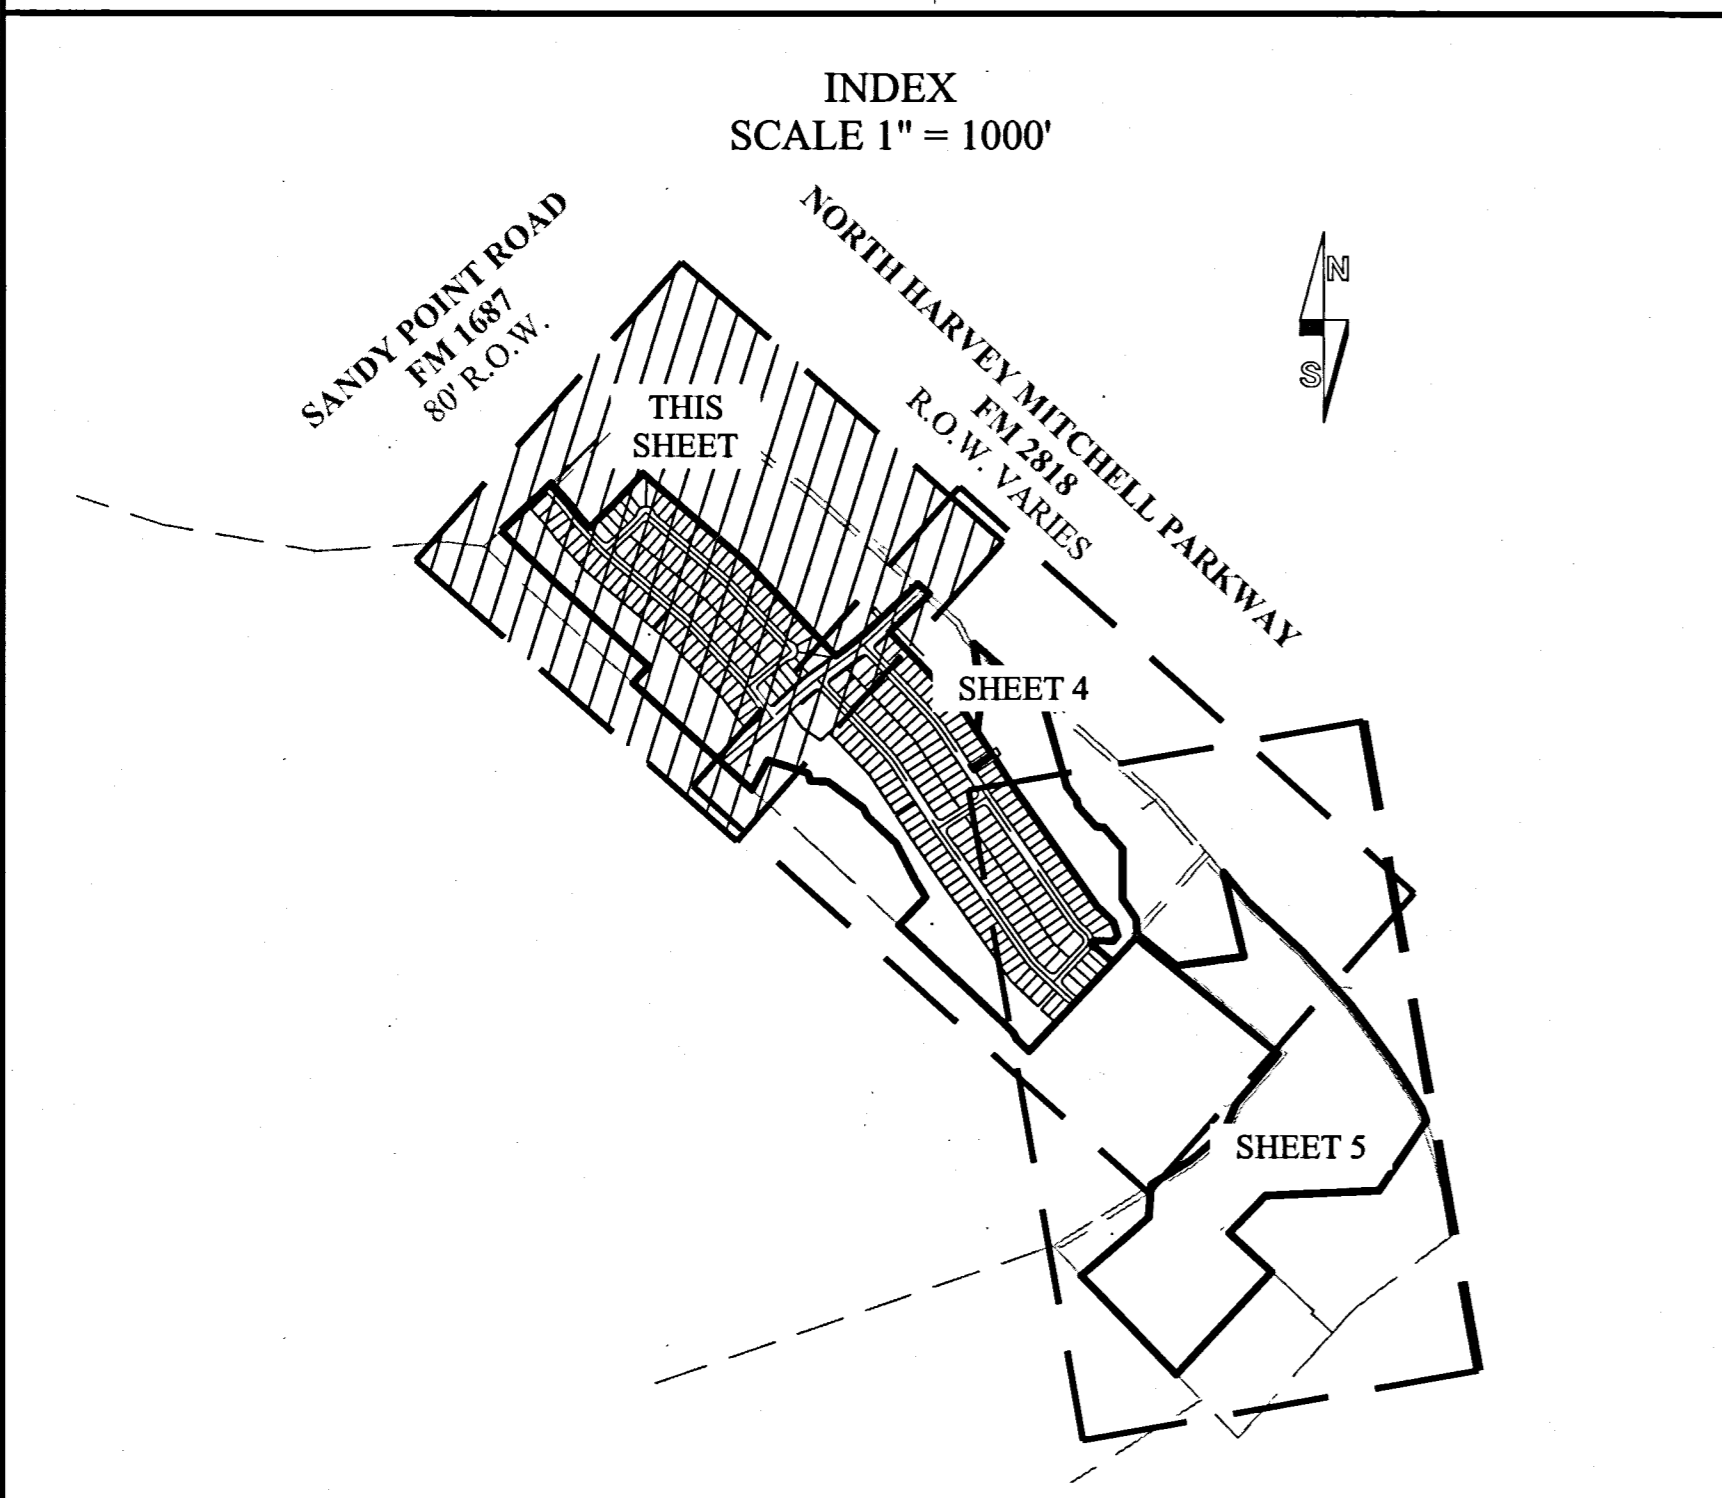 INDEX
SCALE 1" = 1000'
SANDY POINT ROAD
FM 1687
80' R.O.W.
NORTH HARVEY MITCHELL PARKWAY
FM 2818
R.O.W. VARIES
N
S
THIS
SHEET
SHEET 4
SHEET 5